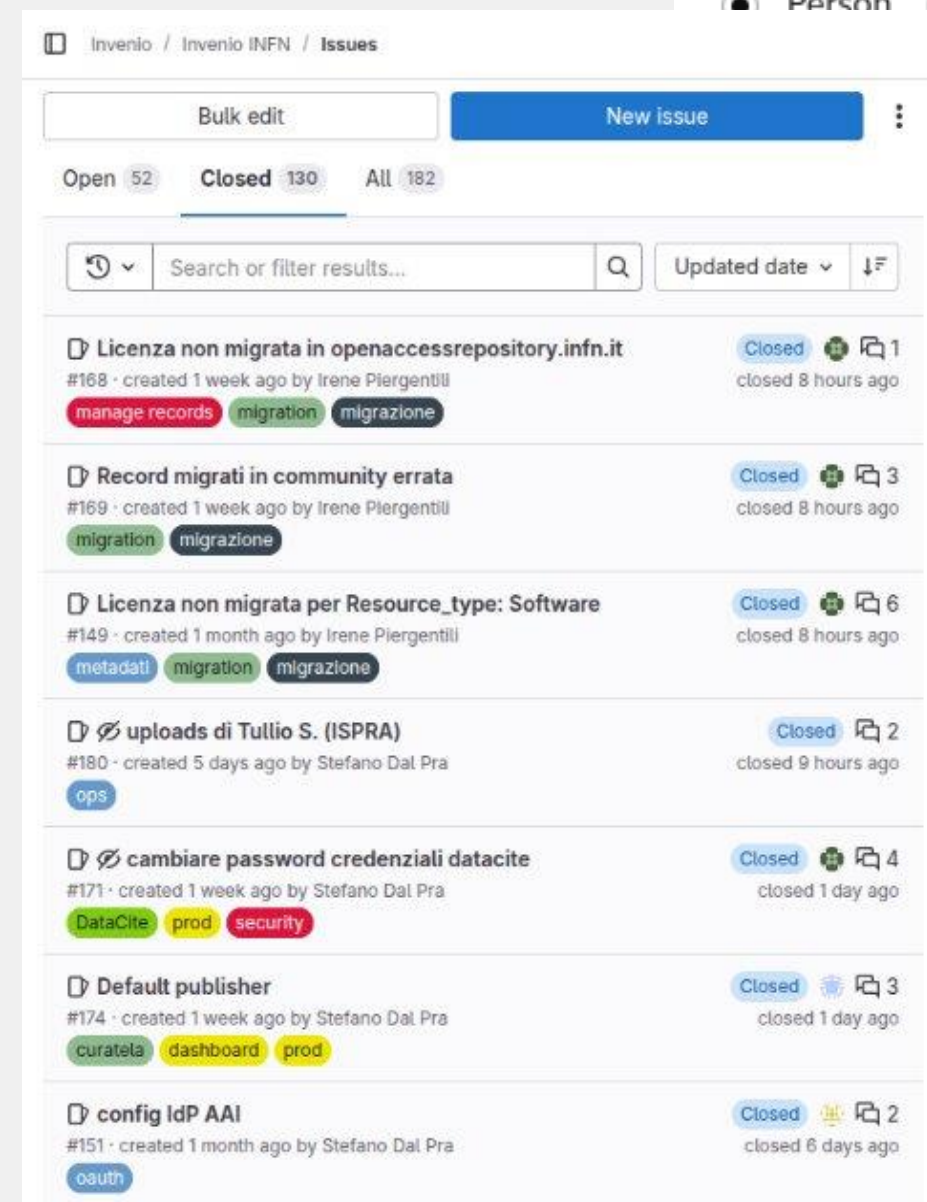 Person
Invenio / Invenio INFN / Issues
Bulk edit New issue
Open 52 Closed 130 All 182
Search or filter results... Updated date
Licenza non migrata in openaccessrepository.infn.it Closed 1
#168 · created 1 week ago by Irene Piergentili closed 8 hours ago
manage records migration migrazione
Record migrati in community errata Closed 3
#169 · created 1 week ago by Irene Piergentili closed 8 hours ago
migration migrazione
Licenza non migrata per Resource_type: Software Closed 6
#149 · created 1 month ago by Irene Piergentili closed 8 hours ago
metadati migration migrazione
uploads di Tullio S. (ISPRA) Closed 2
#180 · created 5 days ago by Stefano Dal Pra closed 9 hours ago
ops
cambiare password credenziali datacite Closed 4
#171 · created 1 week ago by Stefano Dal Pra closed 1 day ago
DataCite prod security
Default publisher Closed 3
#174 · created 1 week ago by Stefano Dal Pra closed 1 day ago
curatela dashboard prod
config IdP AAI Closed 2
#151 · created 1 month ago by Stefano Dal Pra closed 6 days ago
oauth